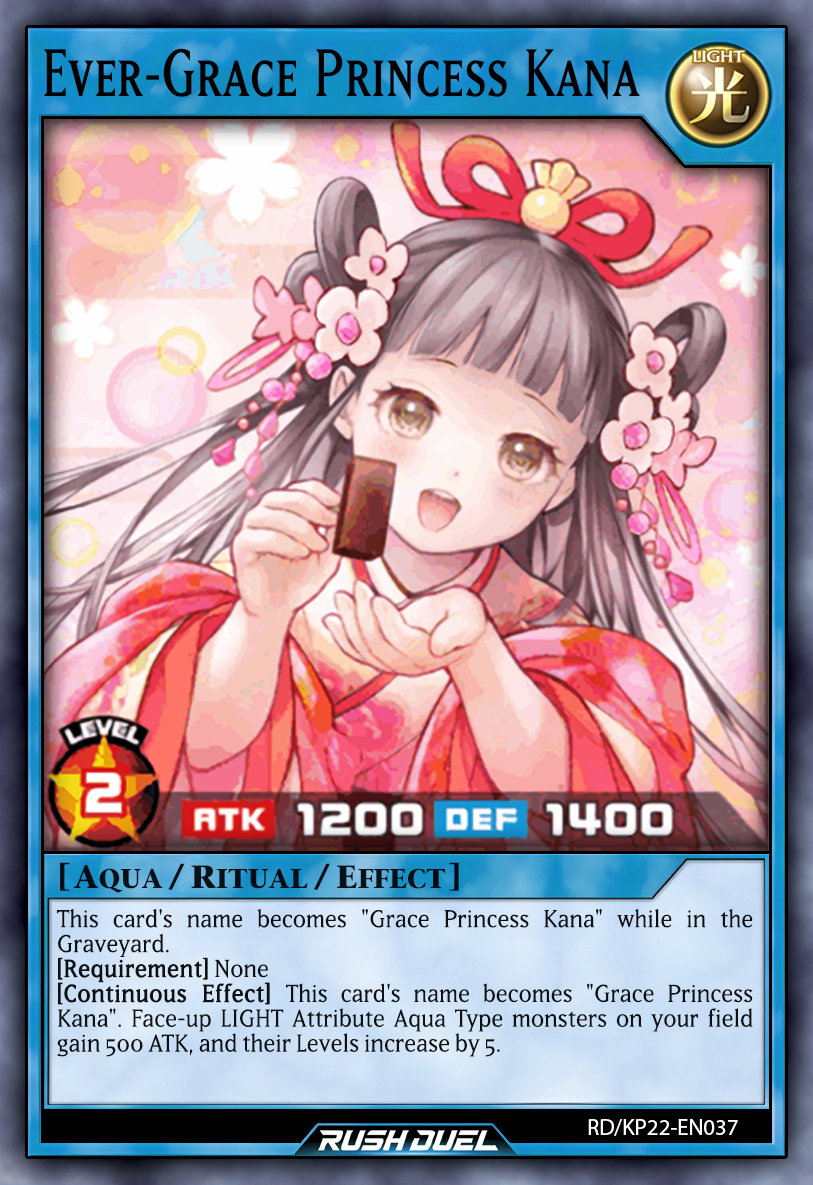 Ever-Grace Princess Kana
LIGHT
光
LEVEL
2
ATK 1200 DEF 1400
[Aqua / Ritual / Effect]
This card's name becomes "Grace Princess Kana" while in the
Graveyard.
[Requirement] None
[Continuous Effect] This card's name becomes "Grace Princess
Kana". Face-up LIGHT Attribute Aqua Type monsters on your field
gain 500 ATK, and their Levels increase by 5.
RD/KP22-EN037
RUSH DUEL